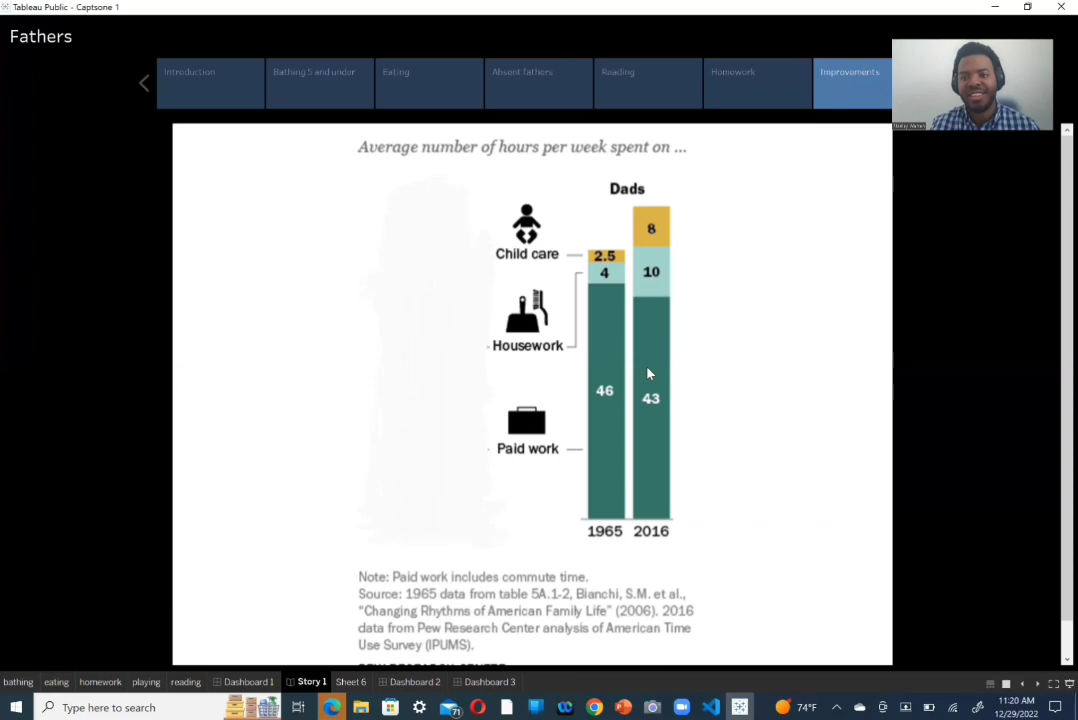 Tableau Public - Captsone 1
Fathers
Introduction
Bathing 5 and under
Eating
Absent fathers
Reading
Homework
Improvements
Average number of hours per week spent on ...
Dads
8
Child care
2.5
4
10
Housework
46
43
Paid work
1965 2016
Note: Paid work includes commute time.
Source: 1965 data from table 5A.1-2, Bianchi, S.M. et al.,
“Changing Rhythms of American Family Life” (2006). 2016
data from Pew Research Center analysis of American Time
Use Survey (IPUMS).
PEW RESEARCH CENTER
bathing eating homework playing reading Dashboard 1 Story 1 Sheet 6 Dashboard 2 Dashboard 3
Type here to search
71
74°F
11:20 AM
12/29/2022